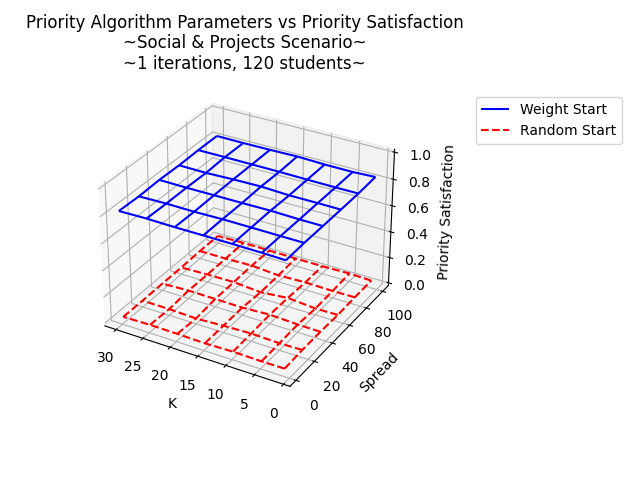 Priority Algorithm Parameters vs Priority Satisfaction
~Social & Projects Scenario~
~1 iterations, 120 students~
Weight Start
Random Start
1.0
0.8
0.6
0.4
0.2
0.0
Priority Satisfaction
100
80
60
40
20
0
Spread
30
25
20
15
10
5
0
K